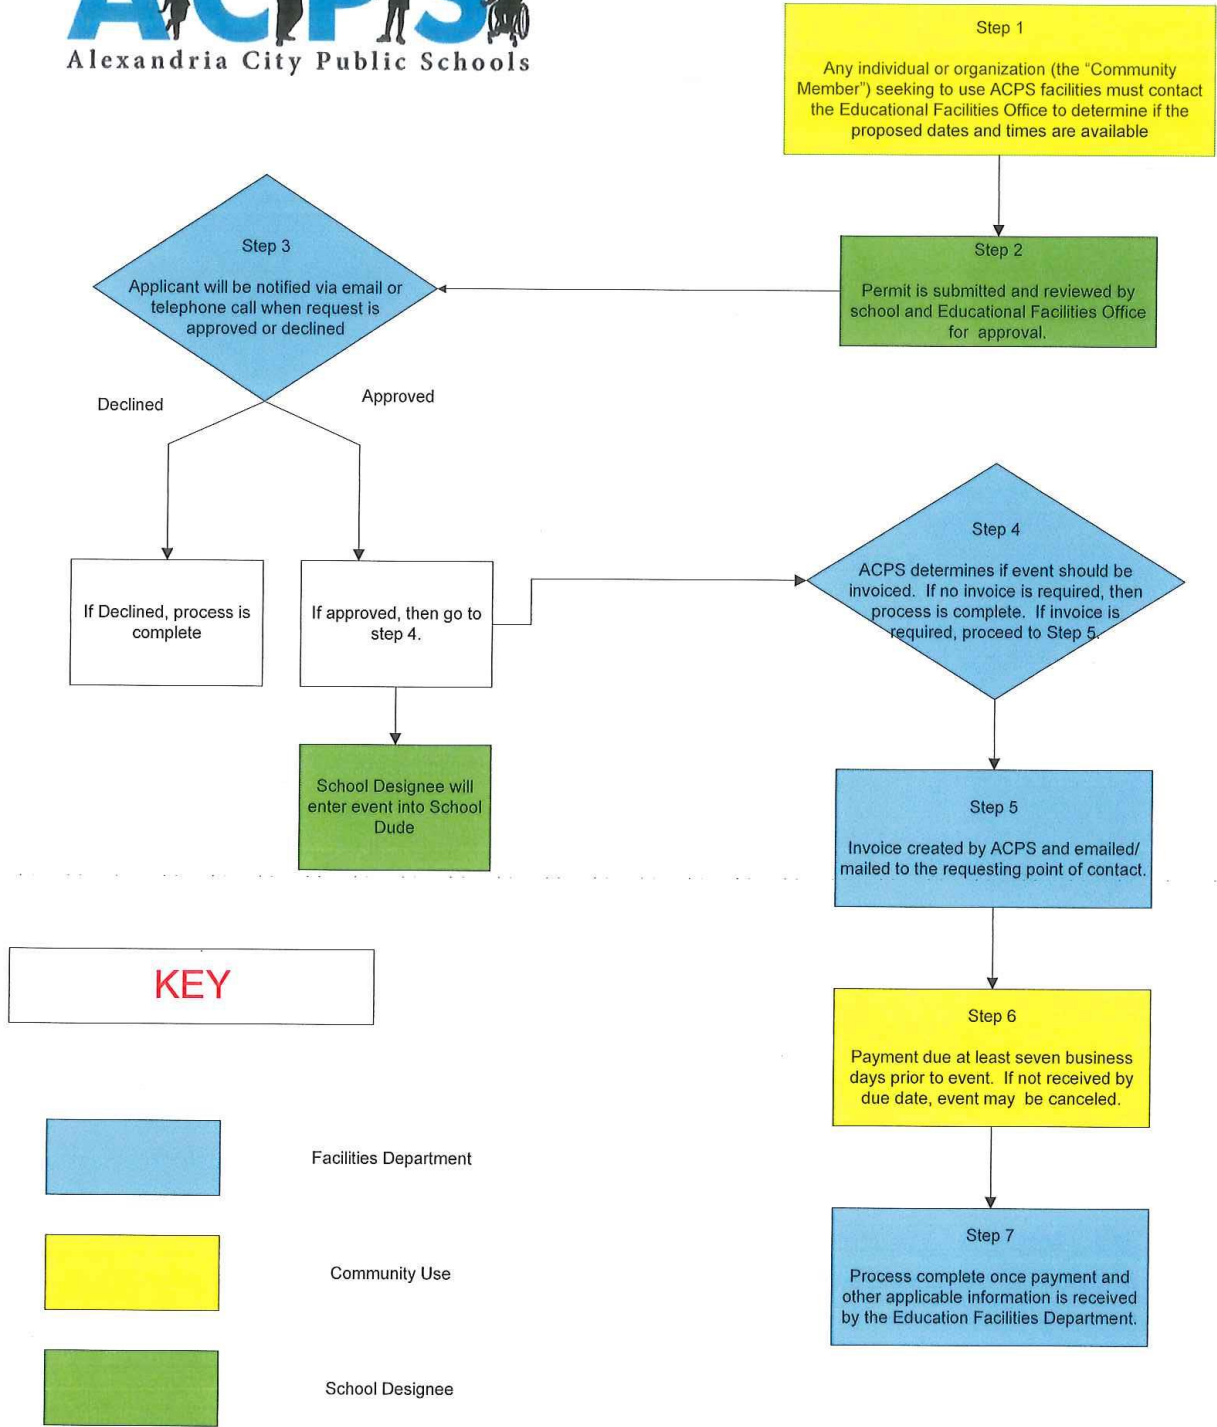 ACPS
Alexandria City Public Schools
Step 1
Any individual or organization (the “Community
Member”) seeking to use ACPS facilities must contact
the Educational Facilities Office to determine if the
proposed dates and times are available
Step 2
Permit is submitted and reviewed by
school and Educational Facilities Office
for approval.
Step 3
Applicant will be notified via email or
telephone call when request is
approved or declined
Declined
Approved
If Declined, process is
complete
If approved, then go to
step 4.
School Designee will
enter event into School
Dude
Step 4
ACPS determines if event should be
invoiced. If no invoice is required, then
process is complete. If invoice is
required, proceed to Step 5.
Step 5
Invoice created by ACPS and emailed/
mailed to the requesting point of contact.
Step 6
Payment due at least seven business
days prior to event. If not received by
due date, event may be canceled.
Step 7
Process complete once payment and
other applicable information is received
by the Education Facilities Department.
KEY
Facilities Department
Community Use
School Designee